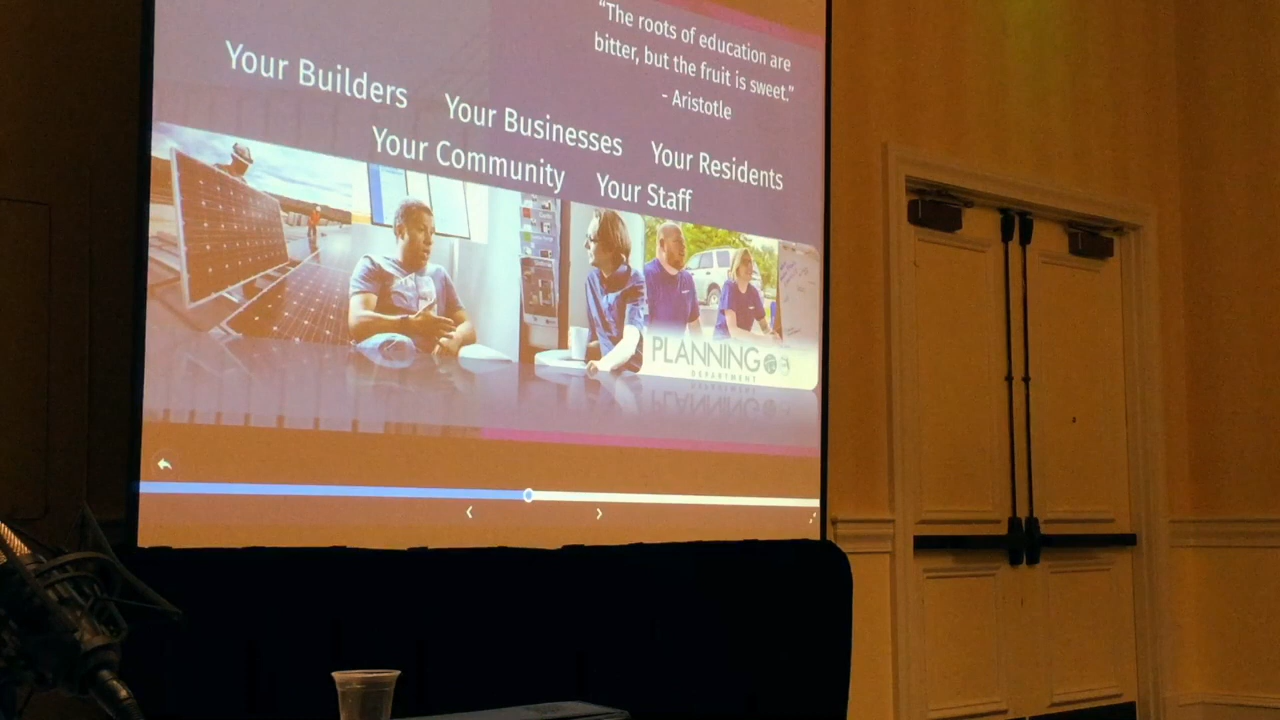 “The roots of education are
bitter, but the fruit is sweet.”
- Aristotle
Your Builders
Your Businesses
Your Residents
Your Community
Your Staff
PLANNING
DEPARTMENT